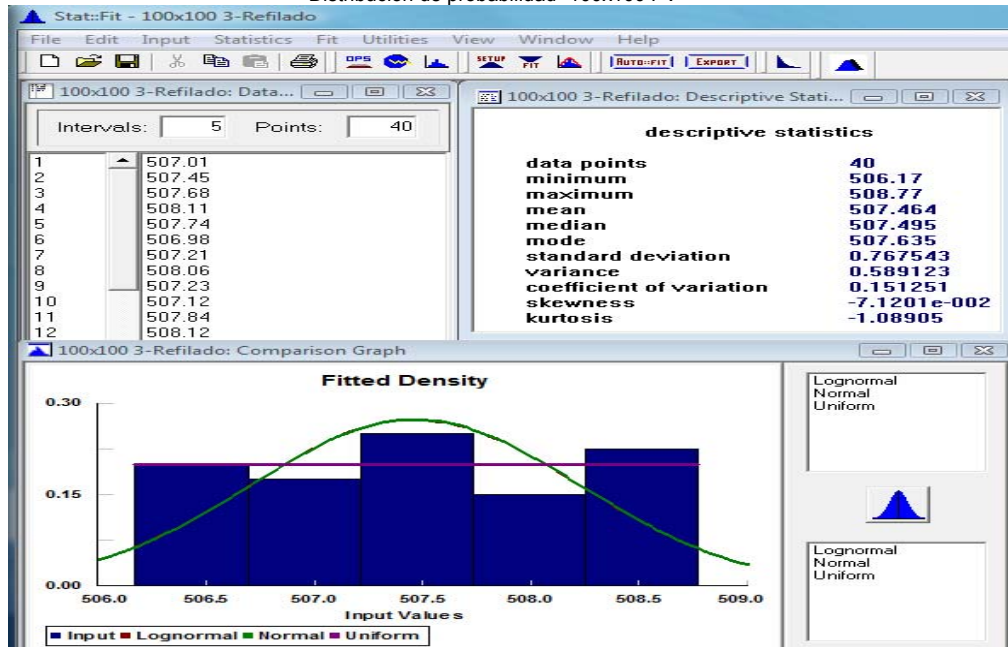 Distribución de probabilidad "100x100 P4"
Stat::Fit - 100x100 3-Refilado
File Edit Input Statistics Fit Utilities View Window Help
OPS SETUP FIT AUTO::FIT EXPORT
100x100 3-Refilado: Data...
Intervals: 5 Points: 40
1 507.01
2 507.45
3 507.68
4 508.11
5 507.74
6 506.98
7 507.21
8 508.06
9 507.23
10 507.12
11 507.84
12 508.12
100x100 3-Refilado: Descriptive Stati...
descriptive statistics
data points 40
minimum 506.17
maximum 508.77
mean 507.464
median 507.495
mode 507.635
standard deviation 0.767543
variance 0.589123
coefficient of variation 0.151251
skewness -7.1201e-002
kurtosis -1.08905
100x100 3-Refilado: Comparison Graph
Fitted Density
0.30
0.15
0.00
506.0 506.5 507.0 507.5 508.0 508.5 509.0
Input Values
Input Lognormal Normal Uniform
Lognormal
Normal
Uniform
Lognormal
Normal
Uniform